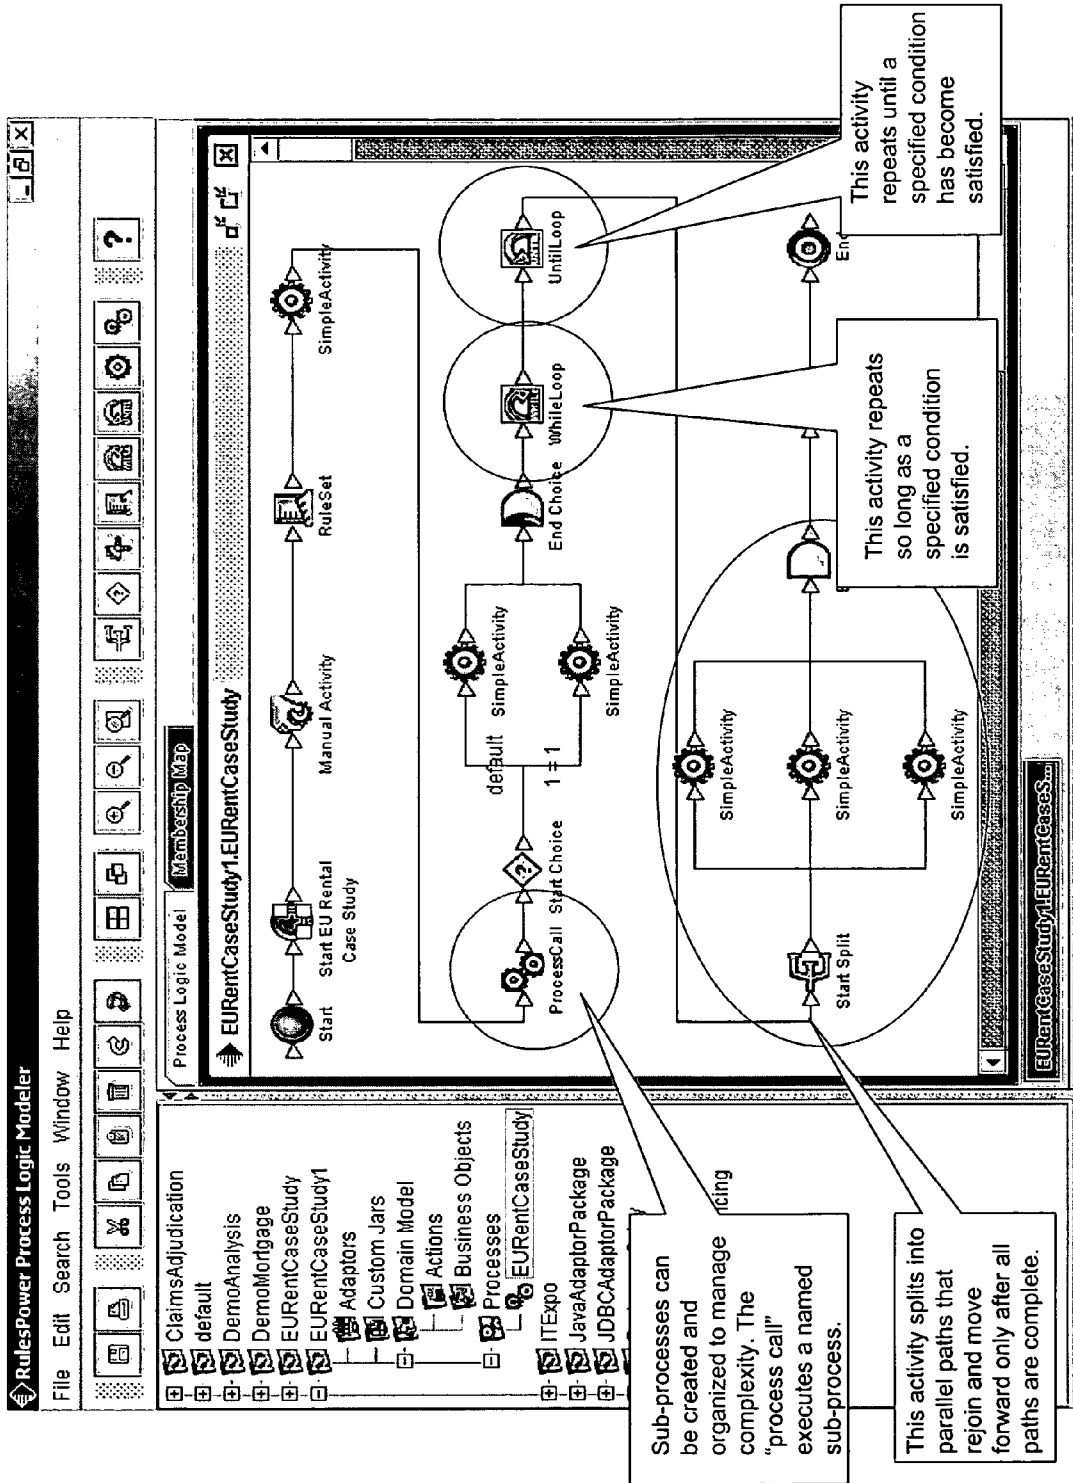 RulesPower Process Logic Modeler
File Edit Search Tools Window Help
ClaimsAdjudication
default
DemoAnalysis
DemoMortgage
EURentCaseStudy
EURentCaseStudy1
Adaptors
Custom Jars
Domain Model
Actions
Business Objects
Processes
EURentCaseStudy
ITExpo
JavaAdaptorPackage
JDBCAdaptorPackage
icing
Process Logic Model
Membership Map
EURentCaseStudy1.EURentCaseStudy
Start
Start EU Rental
Case Study
Manual Activity
RuleSet
SimpleActivity
ProcessCall
Start Choice
default
1 = 1
SimpleActivity
SimpleActivity
End Choice
WhileLoop
UntilLoop
Start Split
SimpleActivity
SimpleActivity
SimpleActivity
EURentCaseStudy1.EURentCaseS...
Sub-processes can
be created and
organized to manage
complexity. The
"process call"
executes a named
sub-process.
This activity splits into
parallel paths that
rejoin and move
forward only after all
paths are complete.
This activity repeats
so long as a
specified condition
is satisfied.
This activity
repeats until a
specified condition
has become
satisfied.